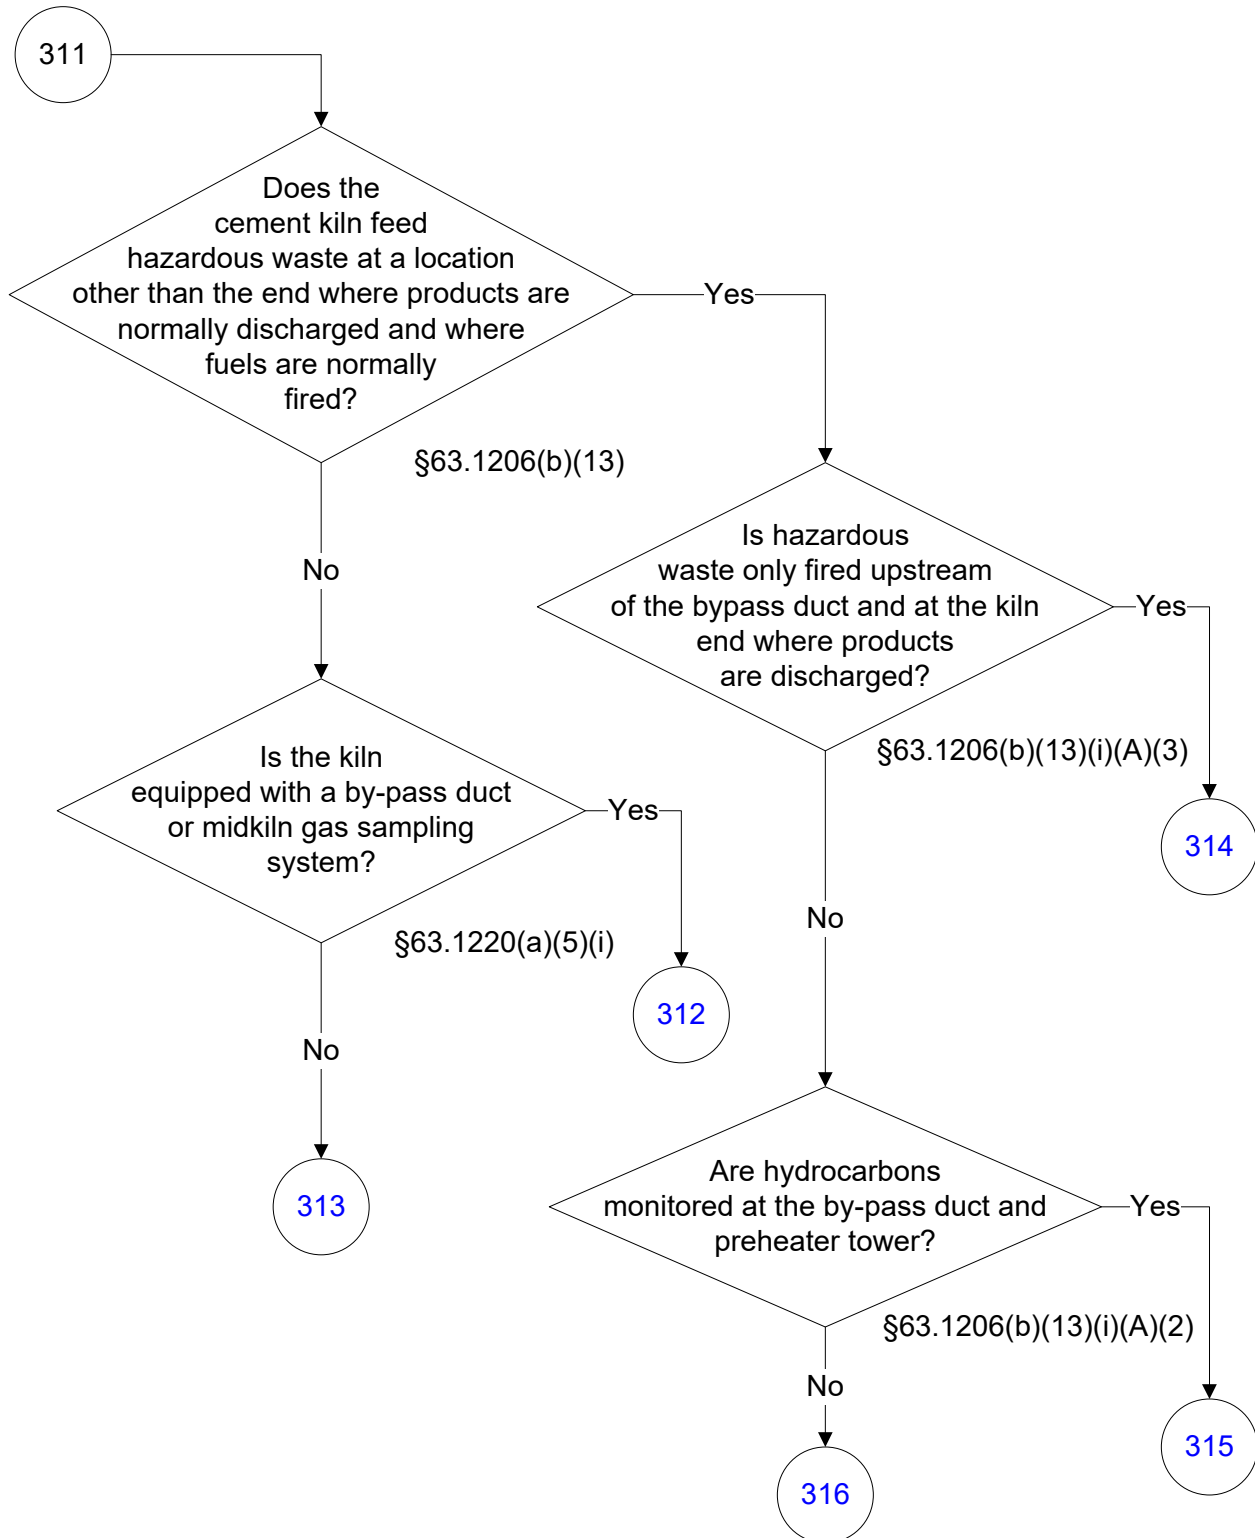 311
Does the
cement kiln feed
hazardous waste at a location
other than the end where products are
normally discharged and where
fuels are normally
fired?
Yes
§63.1206(b)(13)
No
Is hazardous
waste only fired upstream
of the bypass duct and at the kiln
end where products
are discharged?
Yes
§63.1206(b)(13)(i)(A)(3)
314
Is the kiln
equipped with a by-pass duct
or midkiln gas sampling
system?
Yes
§63.1220(a)(5)(i)
312
No
No
313
Are hydrocarbons
monitored at the by-pass duct and
preheater tower?
Yes
§63.1206(b)(13)(i)(A)(2)
No
315
316